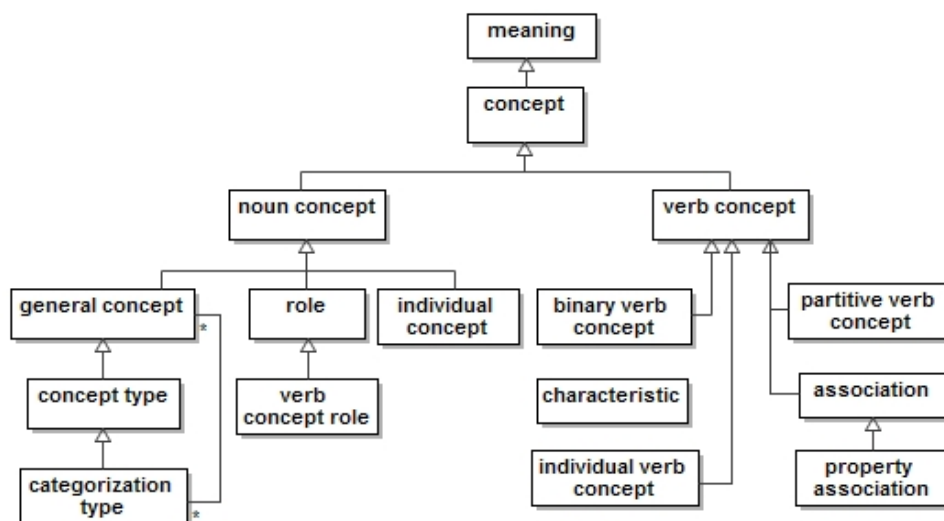 meaning
concept
noun concept
verb concept
general concept
role
individual
concept
binary verb
concept
partitive verb
concept
*
concept type
verb
concept role
characteristic
association
categorization
type
*
individual verb
concept
property
association